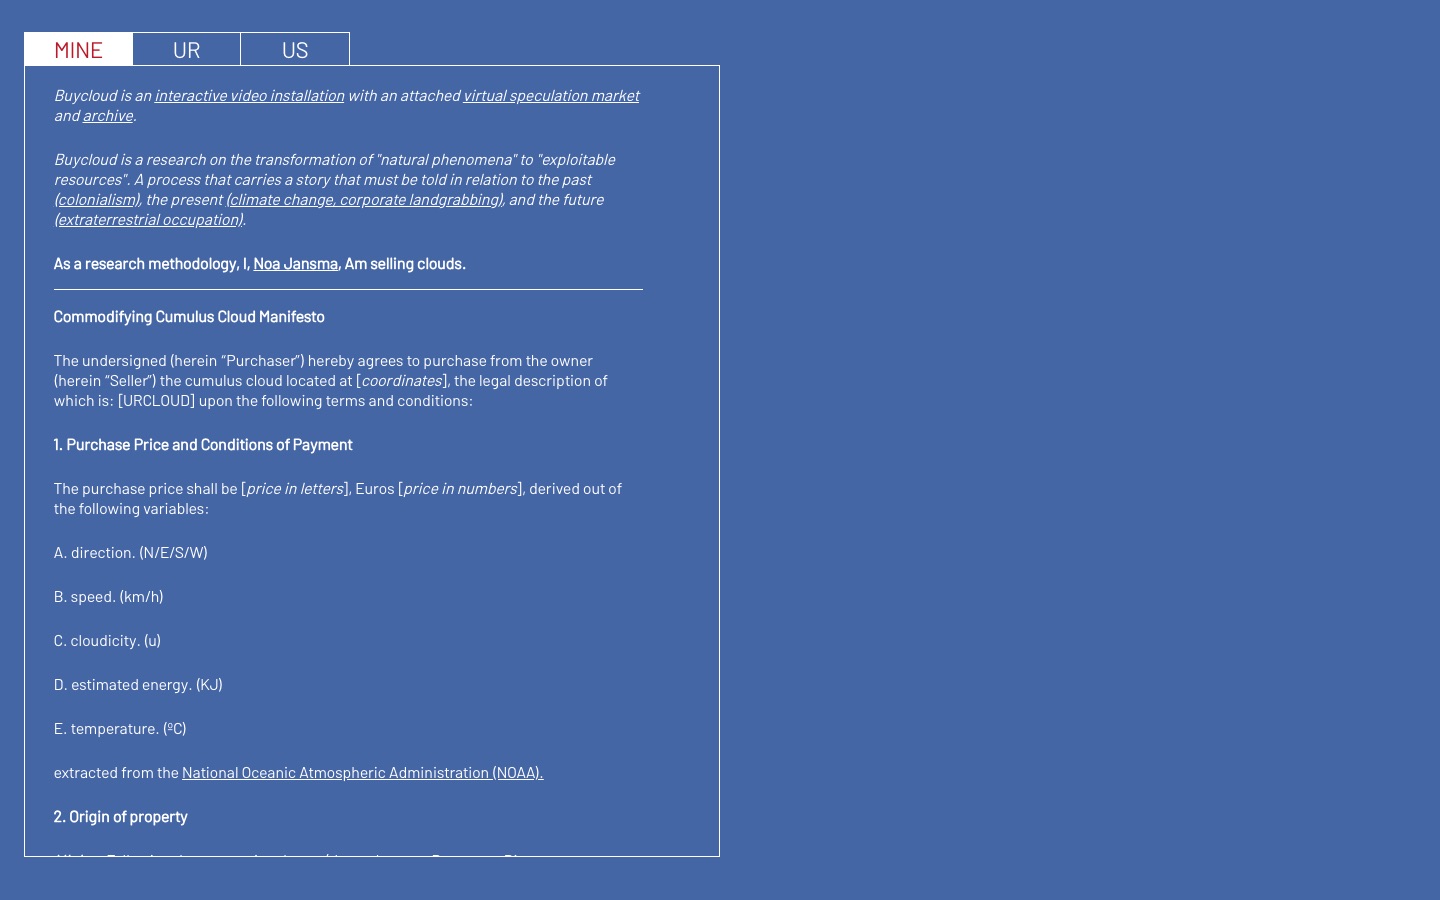 MINE
UR
US
Buycloud is an interactive video installation with an attached virtual speculation market
and archive.
Buycloud is a research on the transformation of "natural phenomena" to "exploitable
resources". A process that carries a story that must be told in relation to the past
(colonialism), the present (climate change, corporate landgrabbing), and the future
(extraterrestrial occupation).
As a research methodology, I, Noa Jansma, Am selling clouds.
Commodifying Cumulus Cloud Manifesto
The undersigned (herein “Purchaser”) hereby agrees to purchase from the owner
(herein “Seller”) the cumulus cloud located at [coordinates], the legal description of
which is: [URCLOUD] upon the following terms and conditions:
1. Purchase Price and Conditions of Payment
The purchase price shall be [price in letters], Euros [price in numbers], derived out of
the following variables:
A. direction. (N/E/S/W)
B. speed. (km/h)
C. cloudicity. (u)
D. estimated energy. (KJ)
E. temperature. (ºC)
extracted from the National Oceanic Atmospheric Administration (NOAA).
2. Origin of property